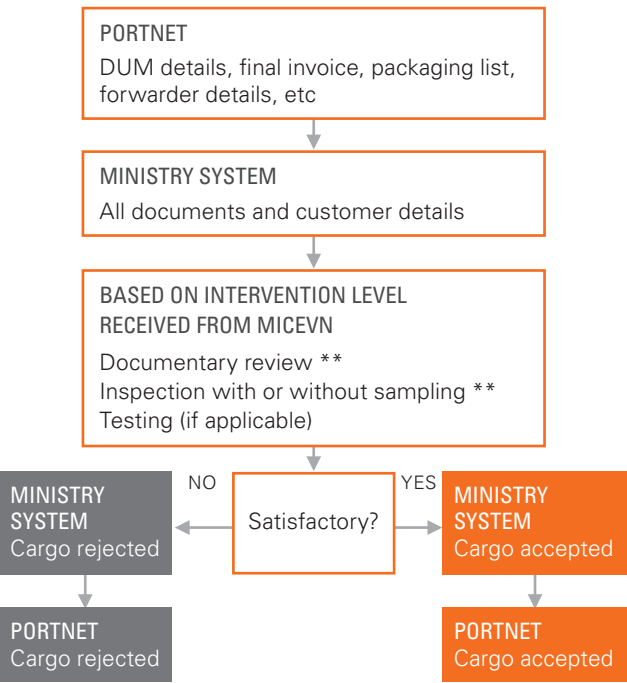 PORTNET
DUM details, final invoice, packaging list,
forwarder details, etc
MINISTRY SYSTEM
All documents and customer details
BASED ON INTERVENTION LEVEL
RECEIVED FROM MICEVN
Documentary review **
Inspection with or without sampling **
Testing (if applicable)
NO
Satisfactory?
YES
MINISTRY
SYSTEM
Cargo rejected
MINISTRY
SYSTEM
Cargo accepted
PORTNET
Cargo rejected
PORTNET
Cargo accepted